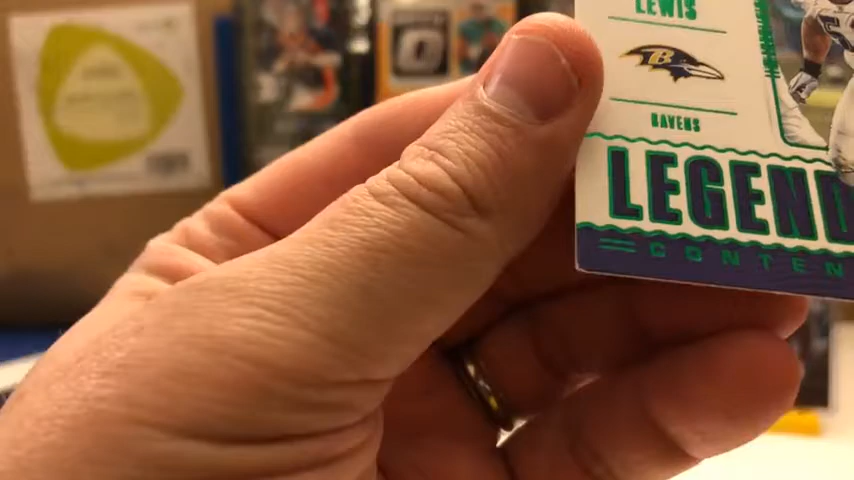 LEWIS
B
RAVENS
LEGEND
CONTEN